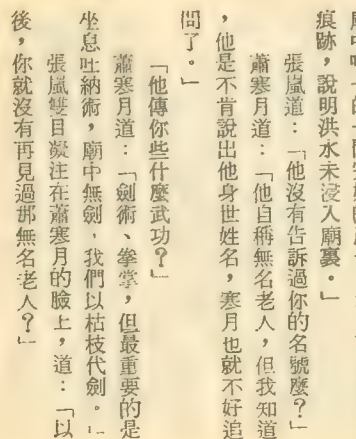 痕跡，說明洪水未浸入廟裏。」
張嵐道：「他沒有告訴過你的名號麼？」
蕭寒月道：「他自稱無名老人，但我知道
，他是不肯說出他身世姓名，寒月也就不好追
問了。」
「他傳你些什麼武功？」
蕭寒月道：「劍術、拳掌，但最重要的是
坐息吐納術，廟中無劍，我們以枯枝代劍。」
張嵐雙目凝注在蕭寒月的臉上，道：「以
後，你就沒有再見過那無名老人？」